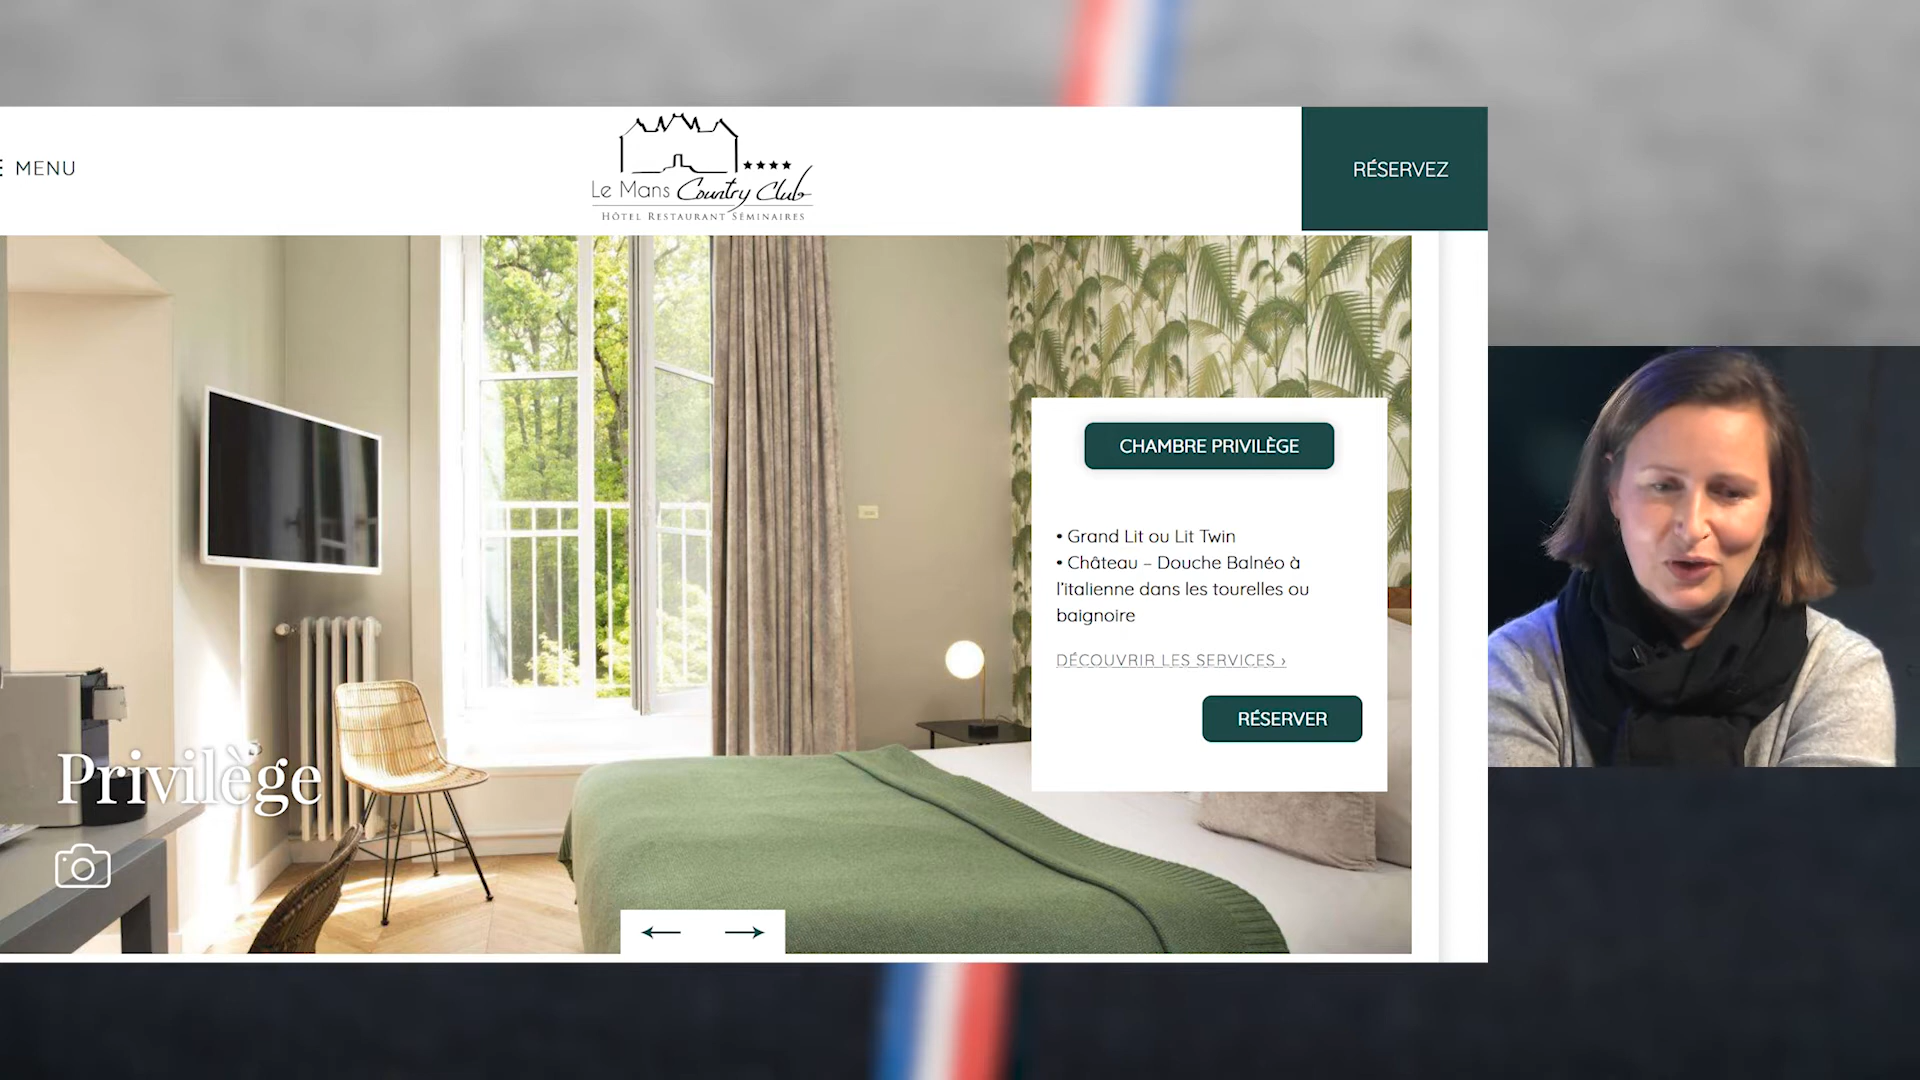 MENU
★★★★
Le Mans Country Club
HÔTEL RESTAURANT SÉMINAIRES
RÉSERVEZ
CHAMBRE PRIVILÈGE
• Grand Lit ou Lit Twin
• Château – Douche Balnéo à
l'italienne dans les tourelles ou
baignoire
DÉCOUVRIR LES SERVICES ›
RÉSERVER
Privilège